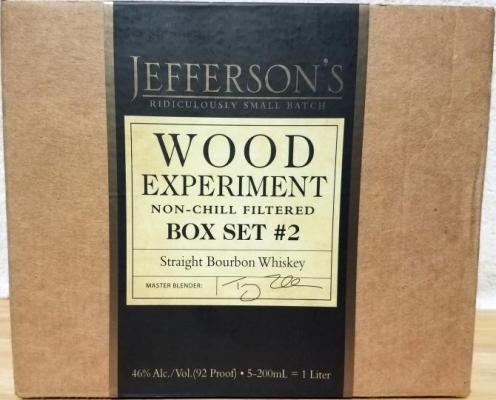 JEFFERSON'S
RIDICULOUSLY SMALL BATCH
WOOD
EXPERIMENT
NON-CHILL FILTERED
BOX SET #2
Straight Bourbon Whiskey
MASTER BLENDER:
46% Alc./Vol.(92 Proof) • 5-200mL = 1 Liter